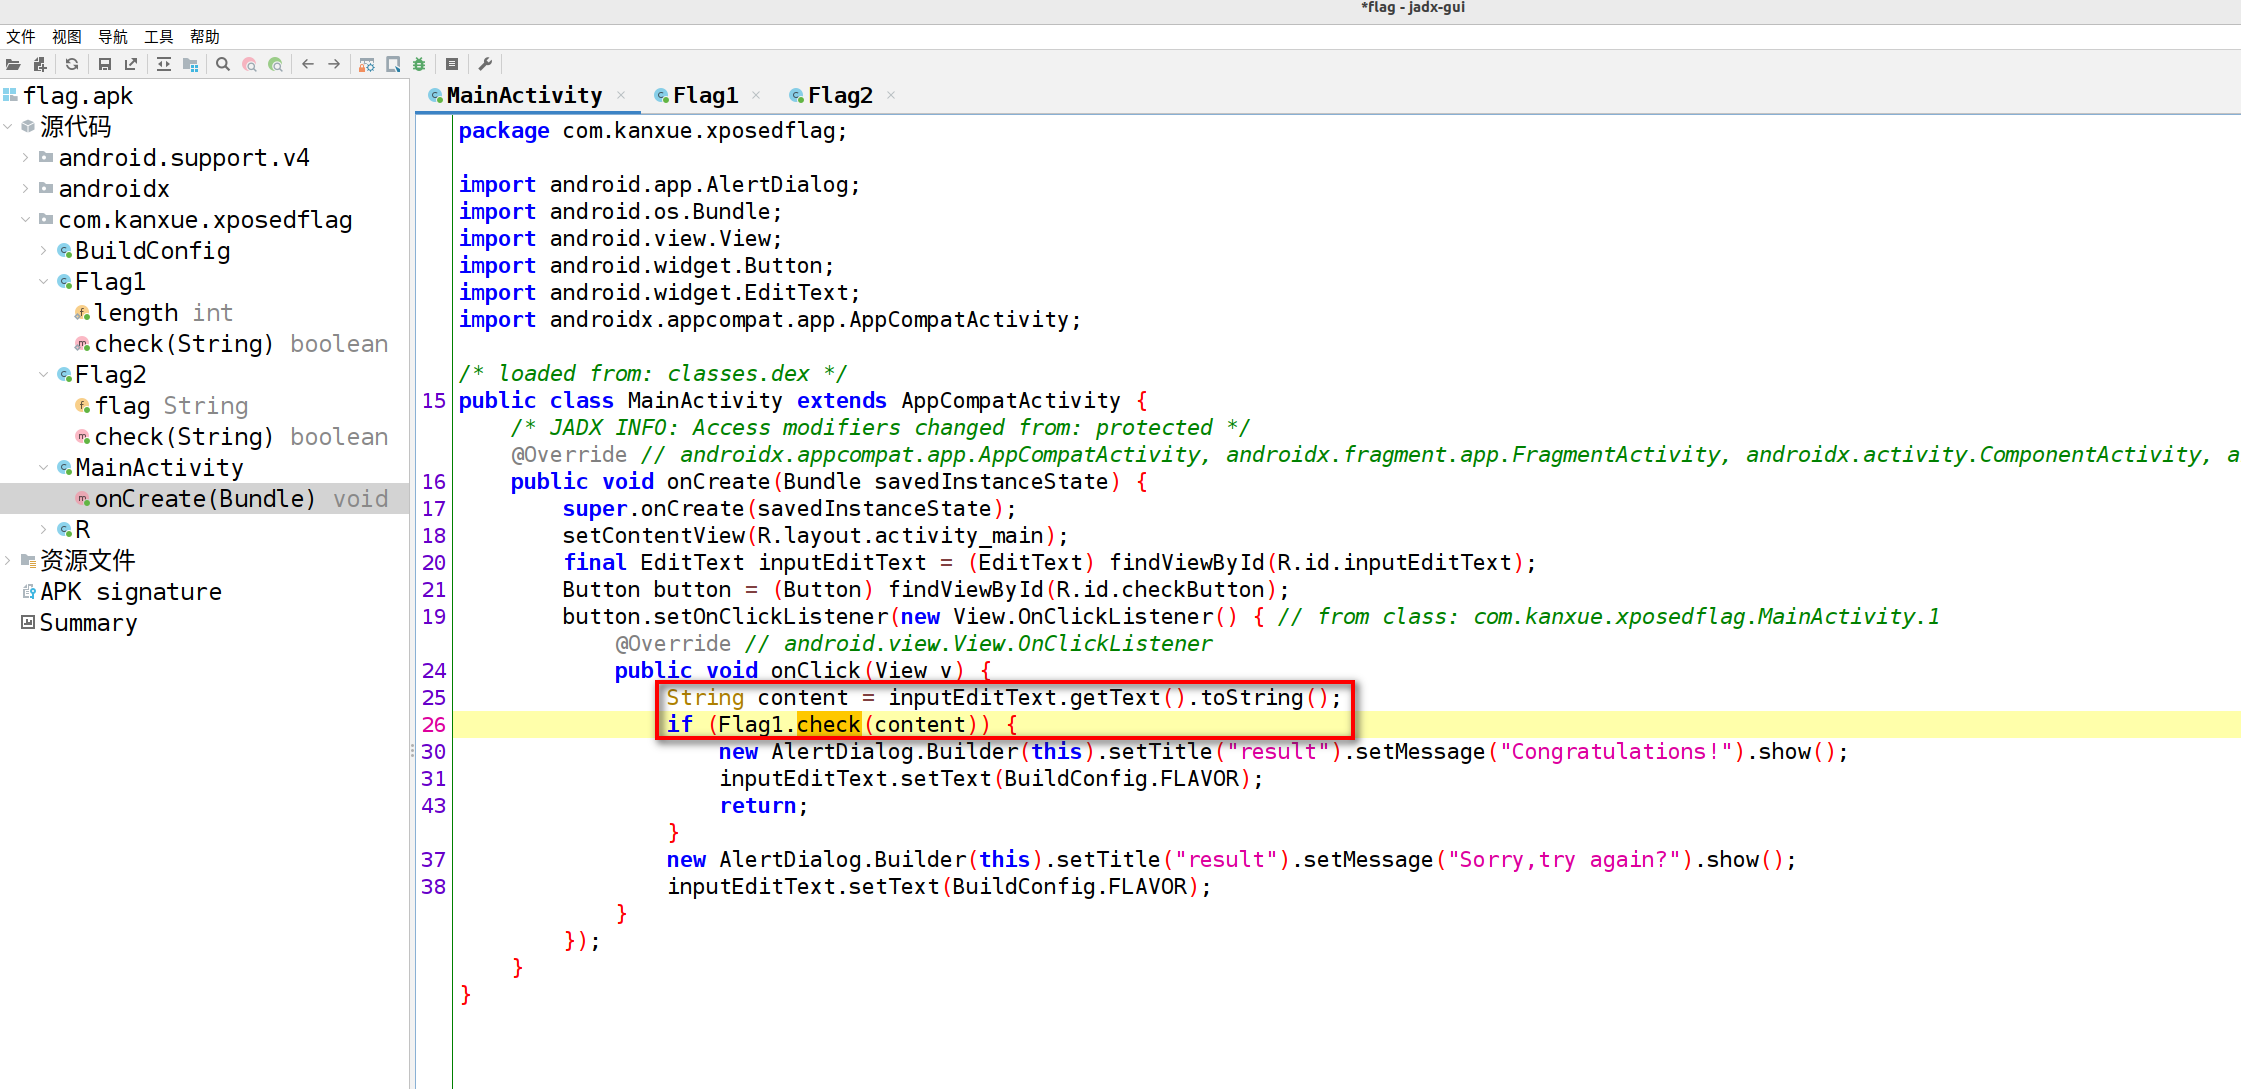 *flag - jadx-gui
文件 视图 导航 工具 帮助
flag.apk
源代码
android.support.v4
androidx
com.kanxue.xposedflag
BuildConfig
Flag1
length int
check(String) boolean
Flag2
flag String
check(String) boolean
MainActivity
onCreate(Bundle) void
R
资源文件
APK signature
Summary
MainActivity × Flag1 × Flag2 ×
package com.kanxue.xposedflag;
import android.app.AlertDialog;
import android.os.Bundle;
import android.view.View;
import android.widget.Button;
import android.widget.EditText;
import androidx.appcompat.app.AppCompatActivity;
/* loaded from: classes.dex */
15 public class MainActivity extends AppCompatActivity {
/* JADX INFO: Access modifiers changed from: protected */
@Override // androidx.appcompat.app.AppCompatActivity, androidx.fragment.app.FragmentActivity, androidx.activity.ComponentActivity, a
16 public void onCreate(Bundle savedInstanceState) {
17 super.onCreate(savedInstanceState);
18 setContentView(R.layout.activity_main);
20 final EditText inputEditText = (EditText) findViewById(R.id.inputEditText);
21 Button button = (Button) findViewById(R.id.checkButton);
19 button.setOnClickListener(new View.OnClickListener() { // from class: com.kanxue.xposedflag.MainActivity.1
@Override // android.view.View.OnClickListener
24 public void onClick(View v) {
25 String content = inputEditText.getText().toString();
26 if (Flag1.check(content)) {
30 new AlertDialog.Builder(this).setTitle("result").setMessage("Congratulations!").show();
31 inputEditText.setText(BuildConfig.FLAVOR);
43 return;
}
37 new AlertDialog.Builder(this).setTitle("result").setMessage("Sorry,try again?").show();
38 inputEditText.setText(BuildConfig.FLAVOR);
}
});
}
}